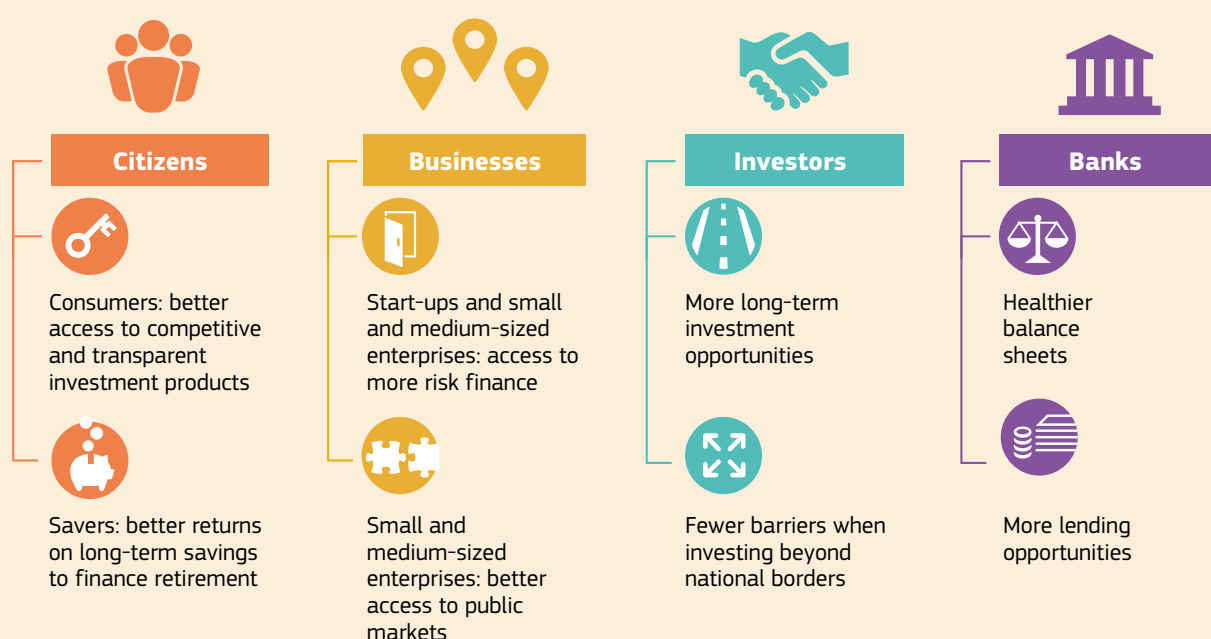 Citizens
Consumers: better
access to competitive
and transparent
investment products
Savers: better returns
on long-term savings
to finance retirement
Businesses
Start-ups and small
and medium-sized
enterprises: access to
more risk finance
Small and
medium-sized
enterprises: better
access to public
markets
Investors
More long-term
investment
opportunities
Fewer barriers when
investing beyond
national borders
Banks
Healthier
balance
sheets
More lending
opportunities